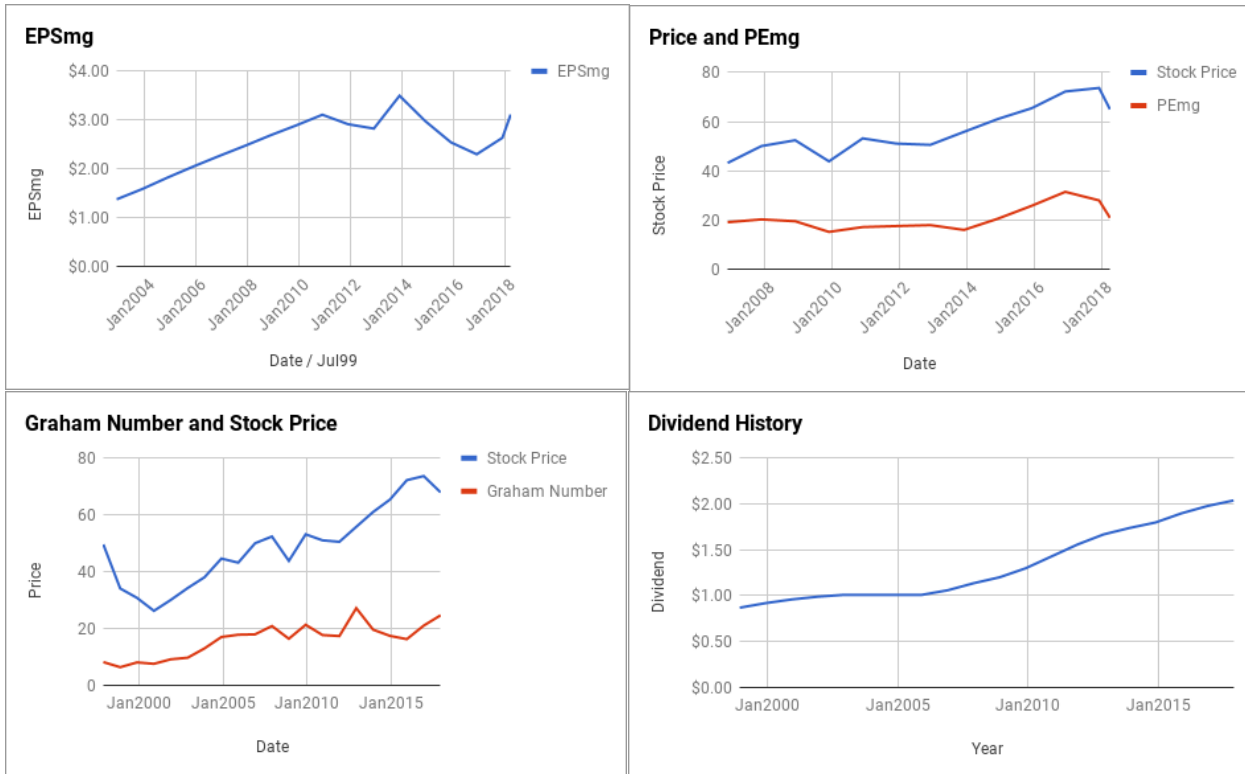 EPSmg
EPSmg
$4.00
$3.00
$2.00
$1.00
$0.00
EPSmg
Jan2004
Jan2006
Jan2008
Jan2010
Jan2012
Jan2014
Jan2016
Jan2018
Date / Jul99
Price and PEmg
Stock Price
PEmg
80
60
40
20
0
Stock Price
Jan2008
Jan2010
Jan2012
Jan2014
Jan2016
Jan2018
Date
Graham Number and Stock Price
Stock Price
Graham Number
80
60
40
20
0
Price
Jan2000
Jan2005
Jan2010
Jan2015
Date
Dividend History
$2.50
$2.00
$1.50
$1.00
$0.50
$0.00
Dividend
Jan2000
Jan2005
Jan2010
Jan2015
Year